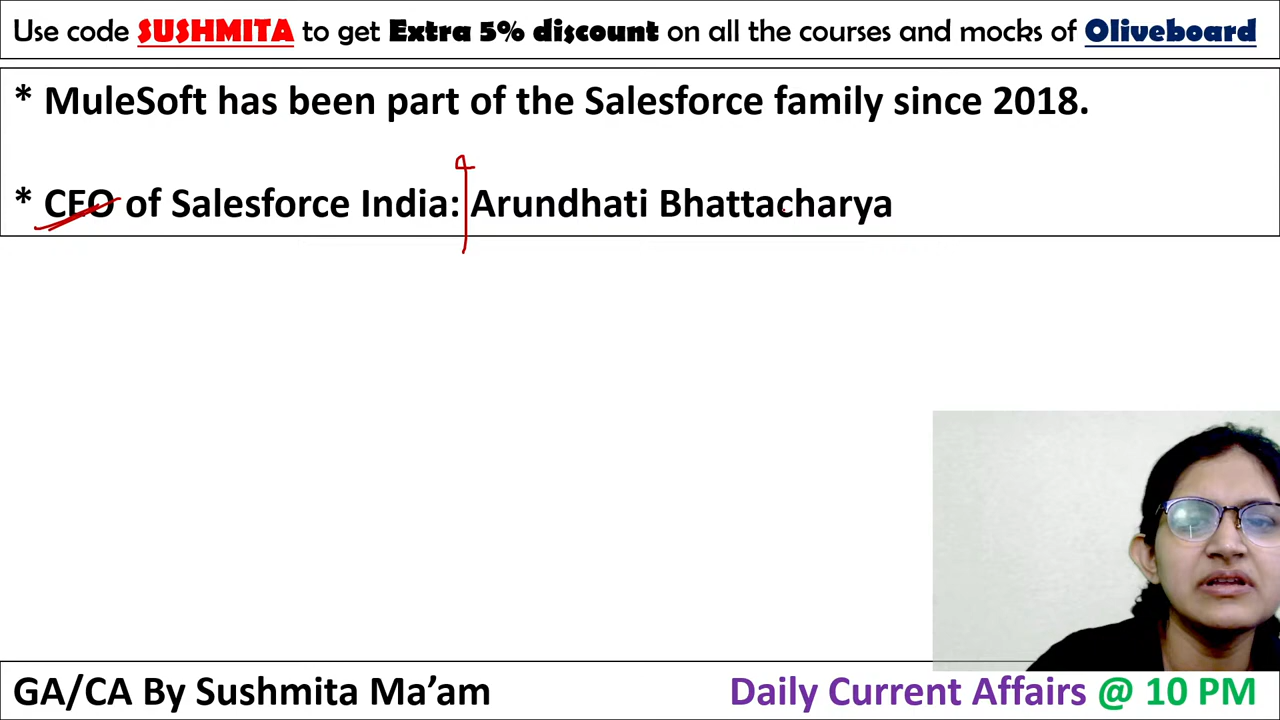 Use code SUSHMITA to get Extra 5% discount on all the courses and mocks of Oliveboard
* MuleSoft has been part of the Salesforce family since 2018.
* CEO of Salesforce India: Arundhati Bhattacharya
GA/CA By Sushmita Ma’am
Daily Current Affairs @ 10 PM